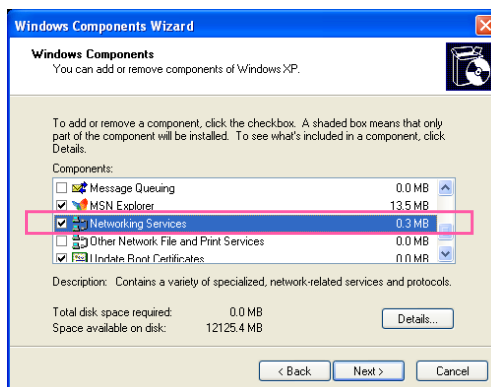 Windows Components Wizard
Windows Components
You can add or remove components of Windows XP.
To add or remove a component, click the checkbox. A shaded box means that only
part of the component will be installed. To see what's included in a component, click
Details.
Components:
Message Queuing 0.0 MB
MSN Explorer 13.5 MB
Networking Services 0.3 MB
Other Network File and Print Services 0.0 MB
Update Root Certificates 0.0 MB
Description: Contains a variety of specialized, network-related services and protocols.
Total disk space required: 0.0 MB
Space available on disk: 12125.4 MB
Details...
< Back Next > Cancel